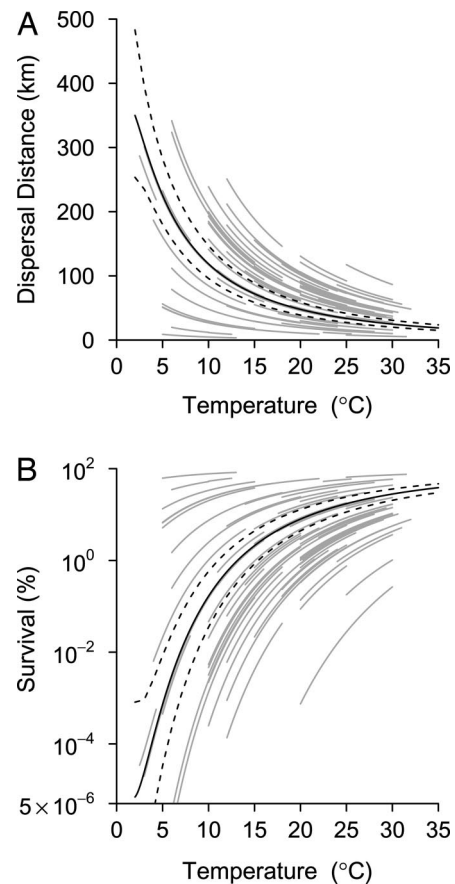 A
Dispersal Distance (km)
500
400
300
200
100
0
0 5 10 15 20 25 30 35
Temperature (°C)
B
Survival (%)
10²
10⁰
10⁻²
10⁻⁴
5 × 10⁻⁶
0 5 10 15 20 25 30 35
Temperature (°C)